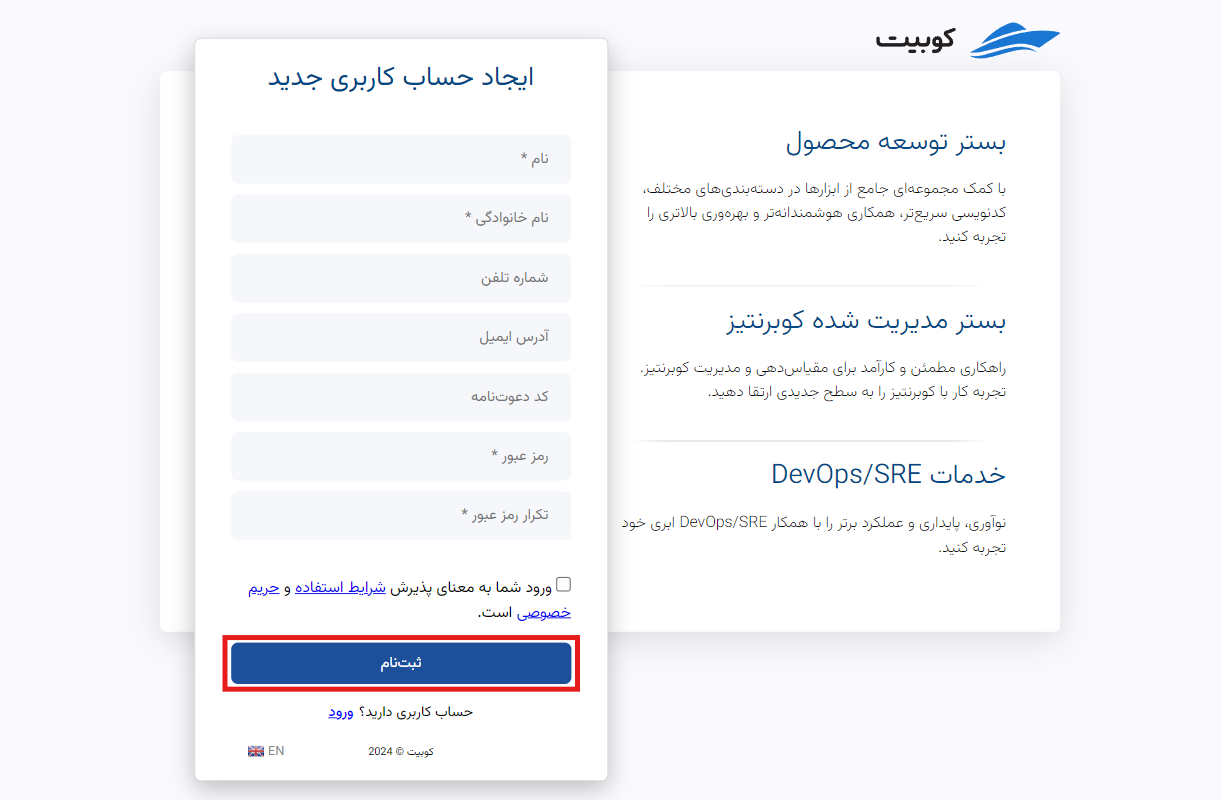 کوبیت
بستر توسعه محصول
با کمک مجموعه‌ای جامع از ابزارها در دسته‌بندی‌های مختلف،
کدنویسی سریع‌تر، همکاری هوشمندانه‌تر و بهره‌وری بالاتری را
تجربه کنید.
بستر مدیریت شده کوبرنتیز
راهکاری مطمئن و کارآمد برای مقیاس‌دهی و مدیریت کوبرنتیز.
تجربه کار با کوبرنتیز را به سطح جدیدی ارتقا دهید.
خدمات DevOps/SRE
نوآوری، پایداری و عملکرد برتر را با همکار DevOps/SRE ابری خود
تجربه کنید.
ایجاد حساب کاربری جدید
نام *
نام خانوادگی *
شماره تلفن
آدرس ایمیل
کد دعوت‌نامه
رمز عبور *
تکرار رمز عبور *
ورود شما به معنای پذیرش شرایط استفاده و حریم
خصوصی است.
ثبت‌نام
حساب کاربری دارید؟ ورود
کوبیت © 2024
EN